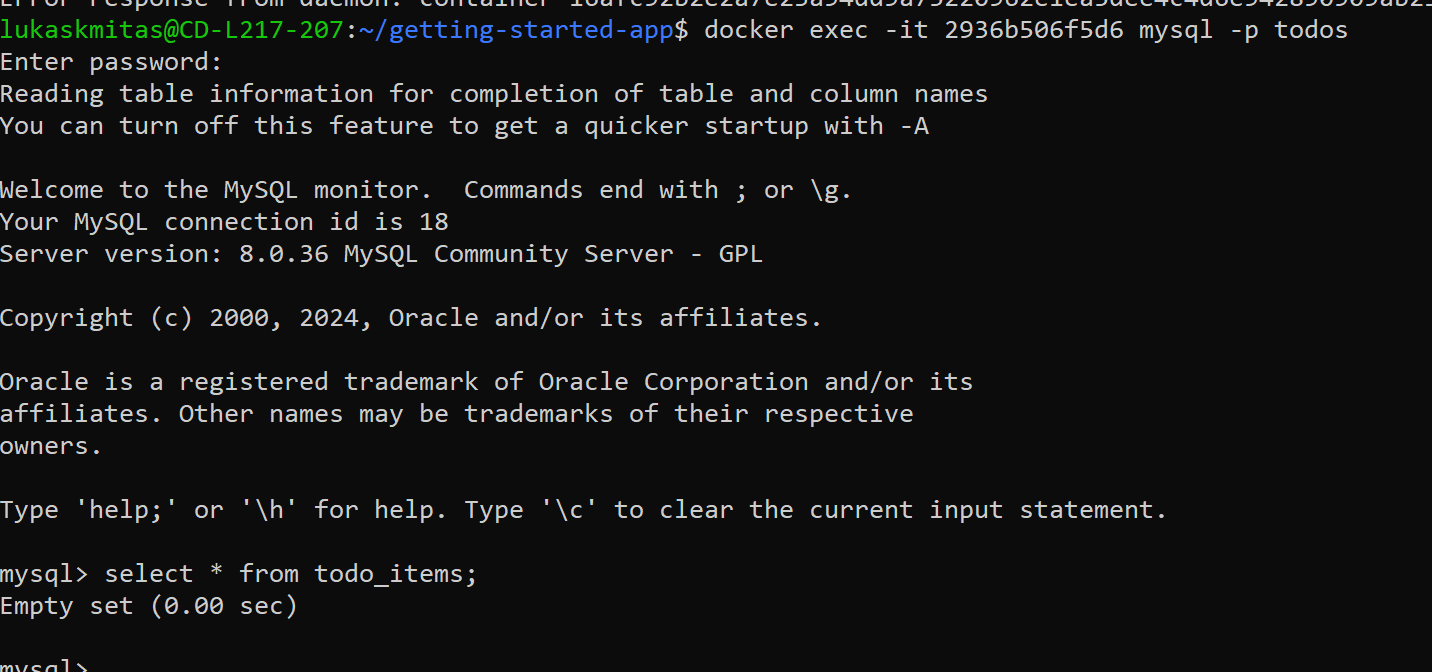 Error response from daemon: container
lukaskmitas@CD-L217-207:~/getting-started-app$ docker exec -it 2936b506f5d6 mysql -p todos
Enter password:
Reading table information for completion of table and column names
You can turn off this feature to get a quicker startup with -A
Welcome to the MySQL monitor.  Commands end with ; or \g.
Your MySQL connection id is 18
Server version: 8.0.36 MySQL Community Server - GPL
Copyright (c) 2000, 2024, Oracle and/or its affiliates.
Oracle is a registered trademark of Oracle Corporation and/or its
affiliates. Other names may be trademarks of their respective
owners.
Type 'help;' or '\h' for help. Type '\c' to clear the current input statement.
mysql> select * from todo_items;
Empty set (0.00 sec)
mysql>